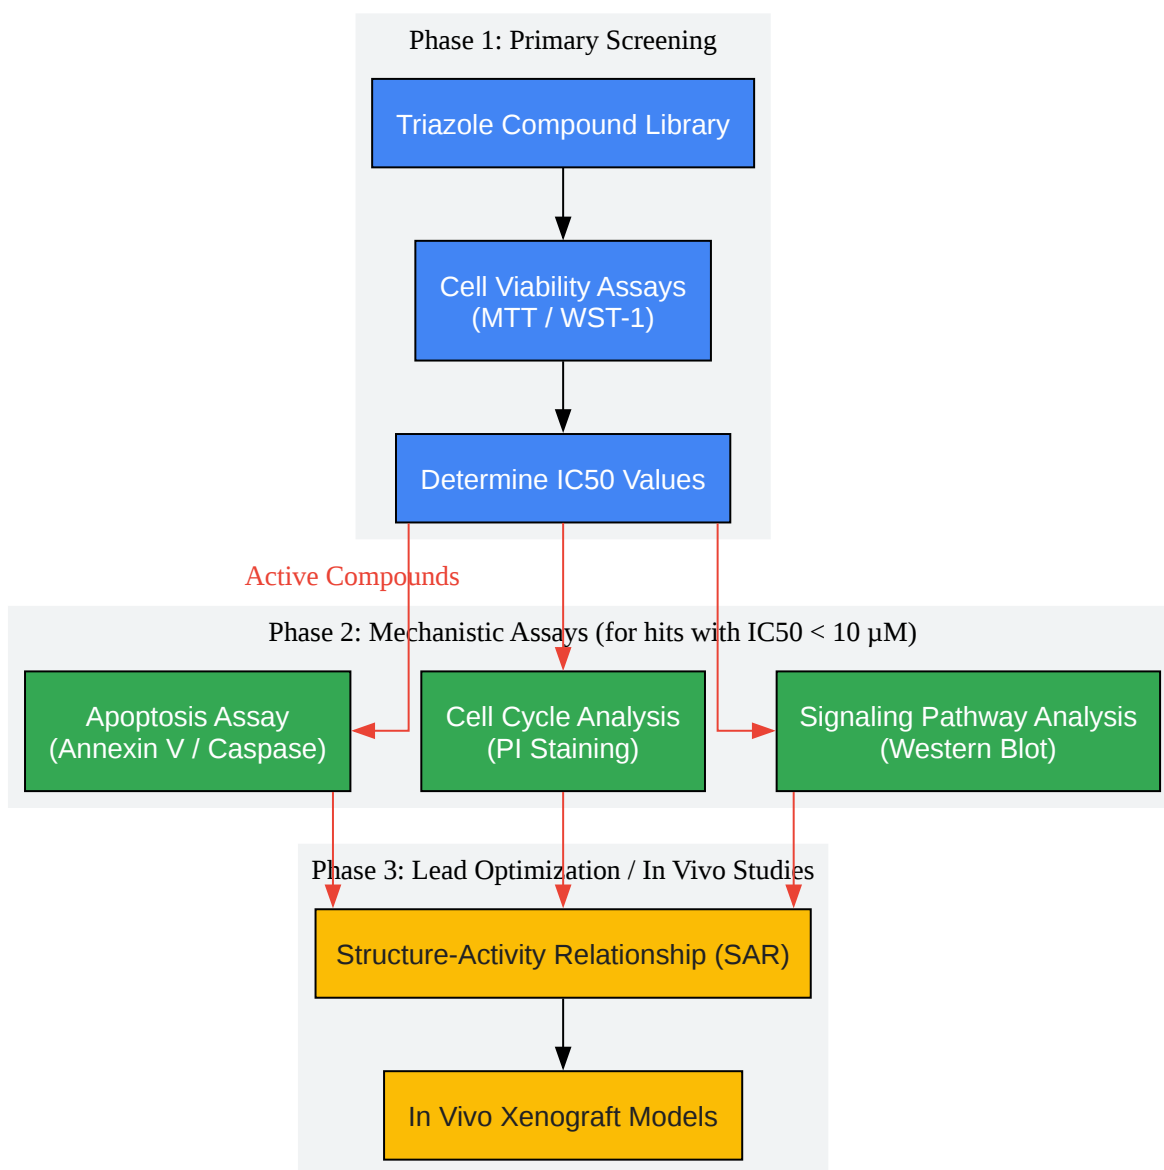 Phase 1: Primary Screening
Triazole Compound Library
Cell Viability Assays
(MTT / WST-1)
Determine IC50 Values
Active Compounds
Phase 2: Mechanistic Assays (for hits with IC50 < 10 µM)
Apoptosis Assay
(Annexin V / Caspase)
Cell Cycle Analysis
(PI Staining)
Signaling Pathway Analysis
(Western Blot)
Phase 3: Lead Optimization / In Vivo Studies
Structure-Activity Relationship (SAR)
In Vivo Xenograft Models